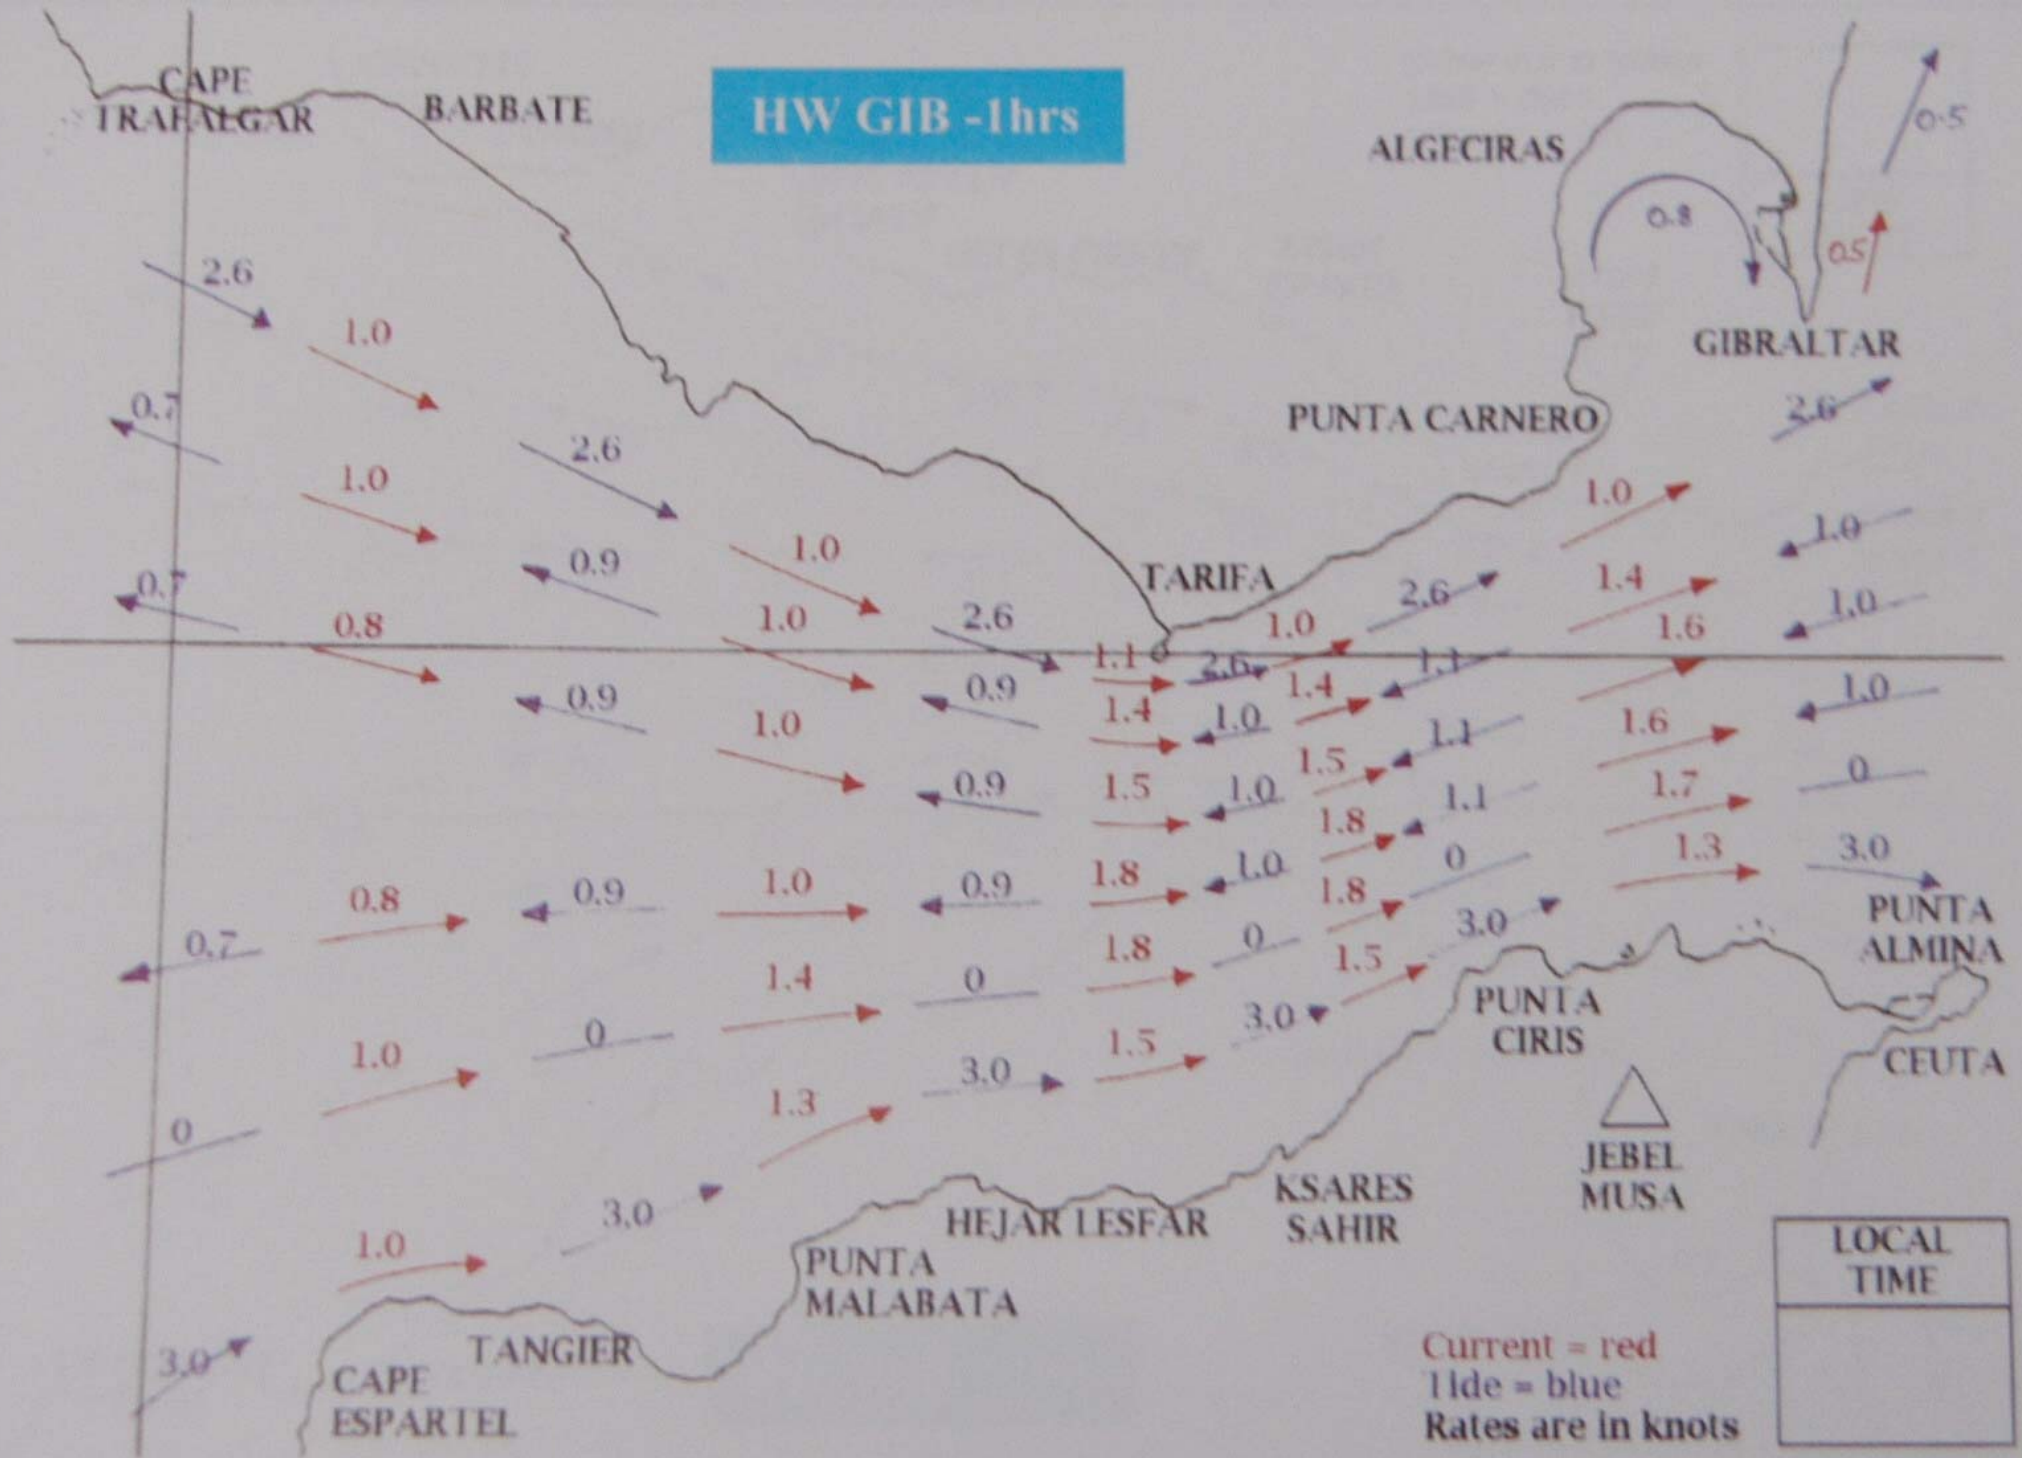 CAPE
TRAFALGAR
BARBATE
HW GIB -1hrs
ALGECIRAS
0.5
0.8
0.5
GIBRALTAR
2.6
1.0
0.7
2.6
PUNTA CARNERO
2.6
1.0
1.0
0.9
1.0
1.0
0.7
TARIFA
2.6
1.4
1.0
0.8
1.0
2.6
1.1
2.6
1.0
1.1
1.6
0.9
1.0
0.9
1.4
1.0
1.4
1.1
1.6
1.0
0.9
1.5
1.0
1.5
1.1
1.7
0
0.8
0.9
1.0
0.9
1.8
1.0
1.8
0
1.3
3.0
0.7
1.8
0
1.8
3.0
PUNTA
ALMINA
1.0
0
1.4
0
1.5
3.0
1.5
PUNTA
CIRIS
CEUTA
0
1.3
3.0
JEBEL
MUSA
1.0
3.0
HEJAR LESFAR
KSARES
SAHIR
PUNTA
MALABATA
3.0
TANGIER
CAPE
ESPARTEL
LOCAL
TIME
Current = red
Tide = blue
Rates are in knots